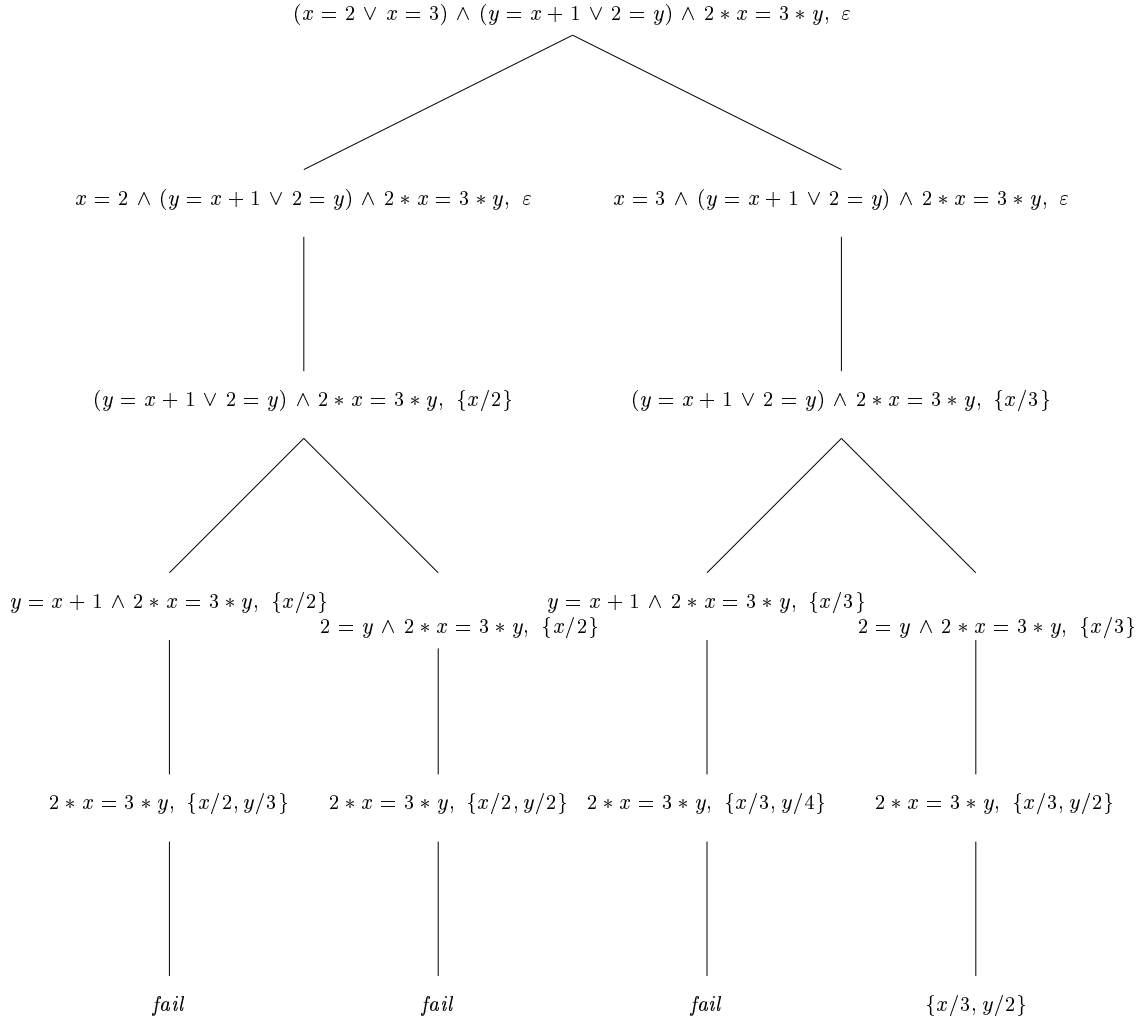 (x = 2 ∨ x = 3) ∧ (y = x + 1 ∨ 2 = y) ∧ 2 ∗ x = 3 ∗ y, ε
x = 2 ∧ (y = x + 1 ∨ 2 = y) ∧ 2 ∗ x = 3 ∗ y, ε
x = 3 ∧ (y = x + 1 ∨ 2 = y) ∧ 2 ∗ x = 3 ∗ y, ε
(y = x + 1 ∨ 2 = y) ∧ 2 ∗ x = 3 ∗ y, {x/2}
(y = x + 1 ∨ 2 = y) ∧ 2 ∗ x = 3 ∗ y, {x/3}
y = x + 1 ∧ 2 ∗ x = 3 ∗ y, {x/2}
2 = y ∧ 2 ∗ x = 3 ∗ y, {x/2}
y = x + 1 ∧ 2 ∗ x = 3 ∗ y, {x/3}
2 = y ∧ 2 ∗ x = 3 ∗ y, {x/3}
2 ∗ x = 3 ∗ y, {x/2, y/3}
2 ∗ x = 3 ∗ y, {x/2, y/2}
2 ∗ x = 3 ∗ y, {x/3, y/4}
2 ∗ x = 3 ∗ y, {x/3, y/2}
fail
fail
fail
{x/3, y/2}